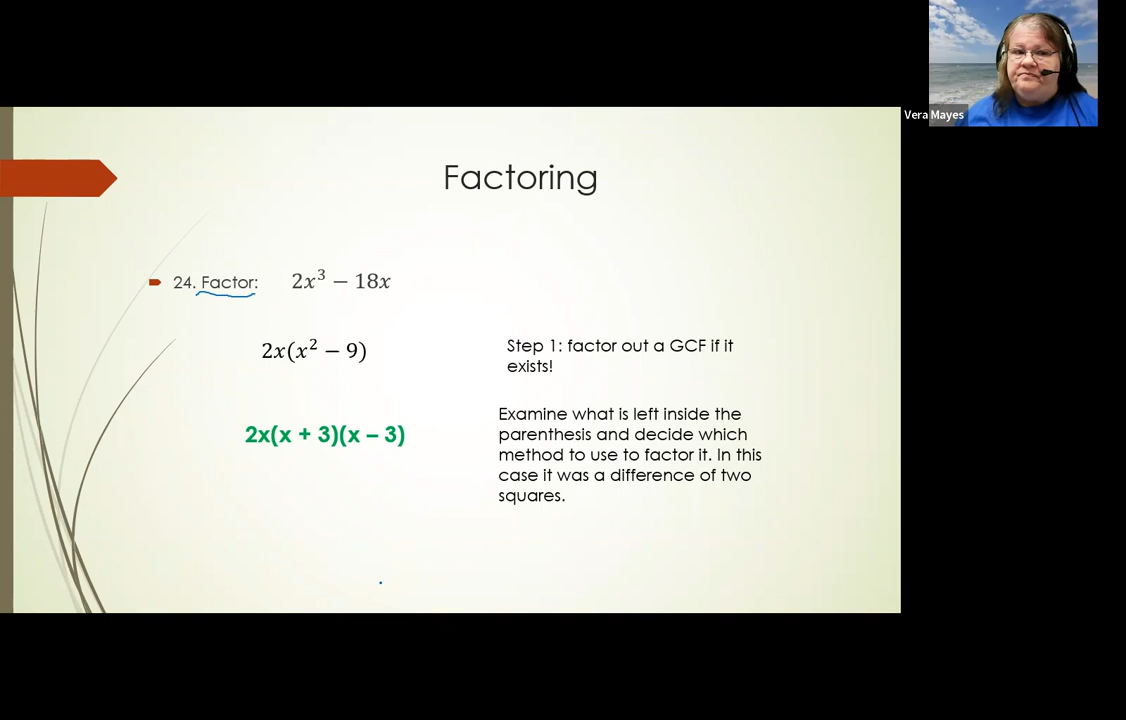 Vera Mayes
Factoring
24. Factor: 2x³ − 18x
2x(x² − 9)
Step 1: factor out a GCF if it
exists!
2x(x + 3)(x – 3)
Examine what is left inside the
parenthesis and decide which
method to use to factor it. In this
case it was a difference of two
squares.